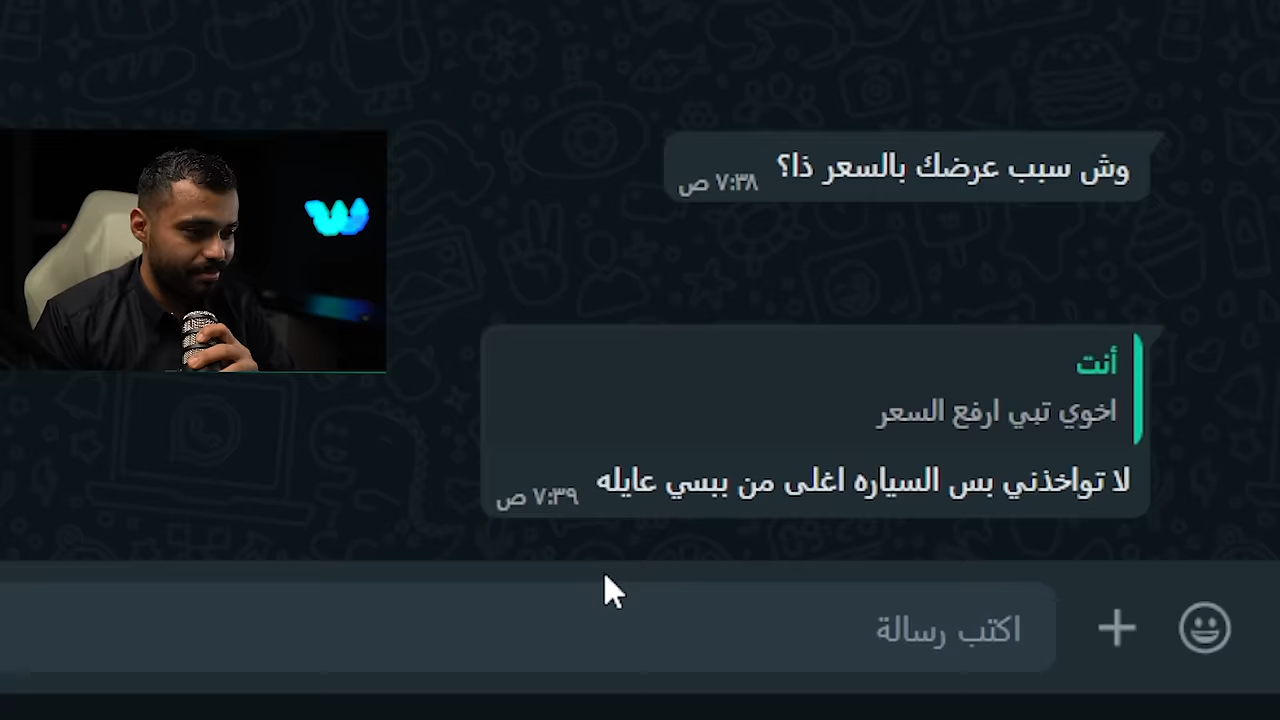 وش سبب عرضك بالسعر ذا؟
٧:٣٨ ص
أنت
اخوي تبي ارفع السعر
لا تواخذني بس السياره اغلى من ببسي عايله
٧:٣٩ ص
اكتب رسالة